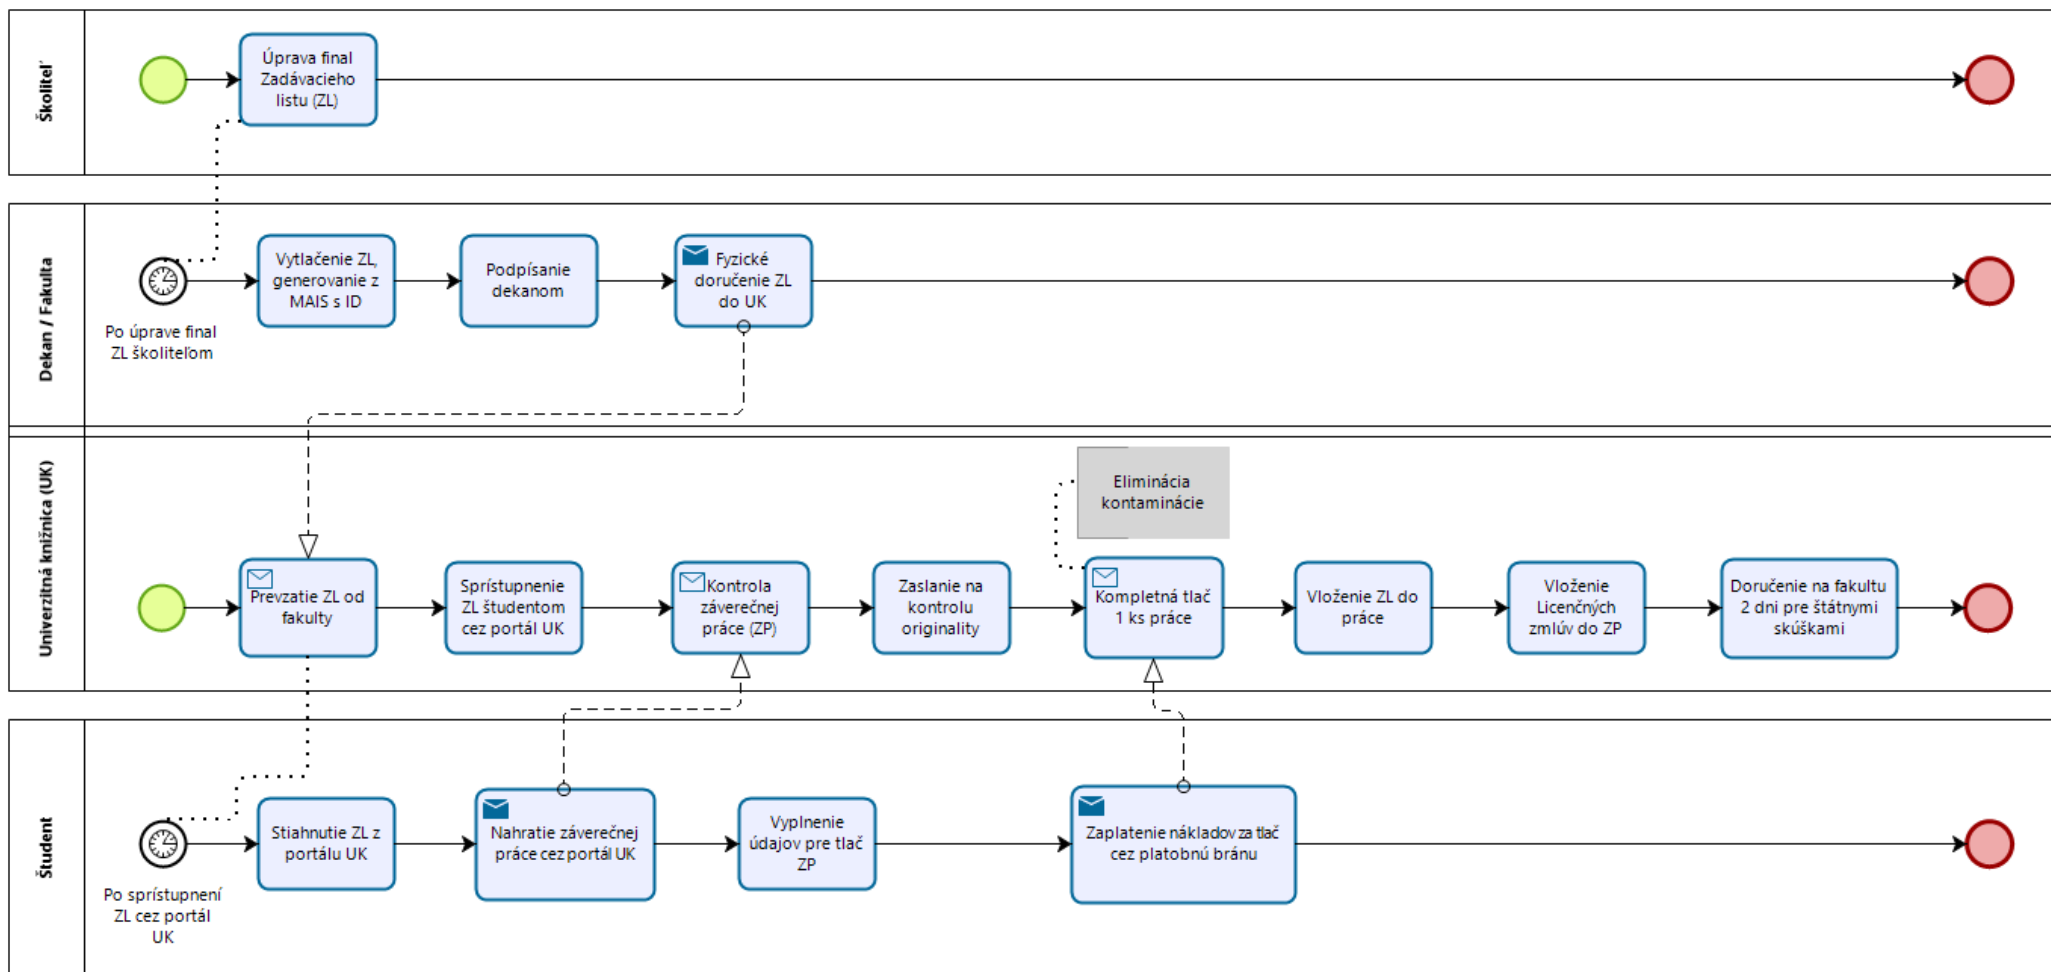 Školiteľ
Úprava final
Zadávacieho
listu (ZL)
Dekan / Fakulta
Po úprave final
ZL školiteľom
Vytlačenie ZL,
generovanie z
MAIS s ID
Podpísanie
dekanom
Fyzické
doručenie ZL
do UK
Univerzitná knižnica (UK)
Eliminácia
kontaminácie
Prevzatie ZL od
fakulty
Sprístupnenie
ZL študentom
cez portál UK
Kontrola
záverečnej
práce (ZP)
Zaslanie na
kontrolu
originality
Kompletná tlač
1 ks práce
Vloženie ZL do
práce
Vloženie
Licenčných
zmlúv do ZP
Doručenie na fakultu
2 dni pre štátnymi
skúškami
Študent
Po sprístupnení
ZL cez portál
UK
Stiahnutie ZL z
portálu UK
Nahratie záverečnej
práce cez portál UK
Vyplnenie
údajov pre tlač
ZP
Zaplatenie nákladov za tlač
cez platobnú bránu